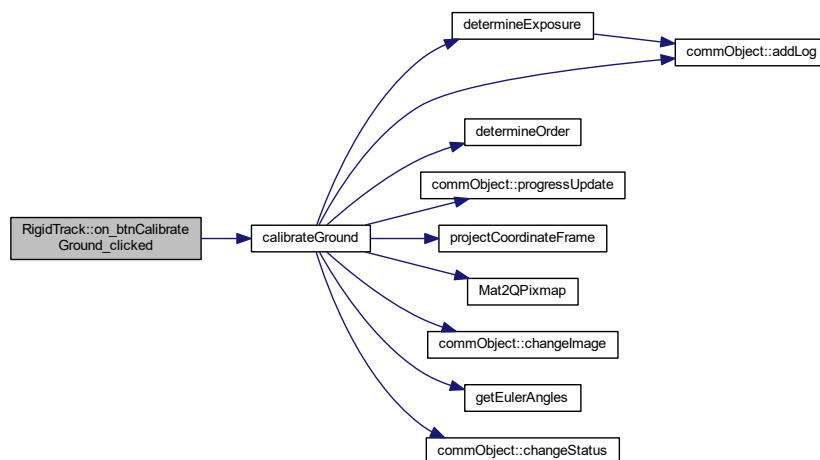 determineExposure
commObject::addLog
determineOrder
commObject::progressUpdate
RigidTrack::on_btnCalibrate
Ground_clicked
calibrateGround
projectCoordinateFrame
Mat2QPixmap
commObject::changeImage
getEulerAngles
commObject::changeStatus